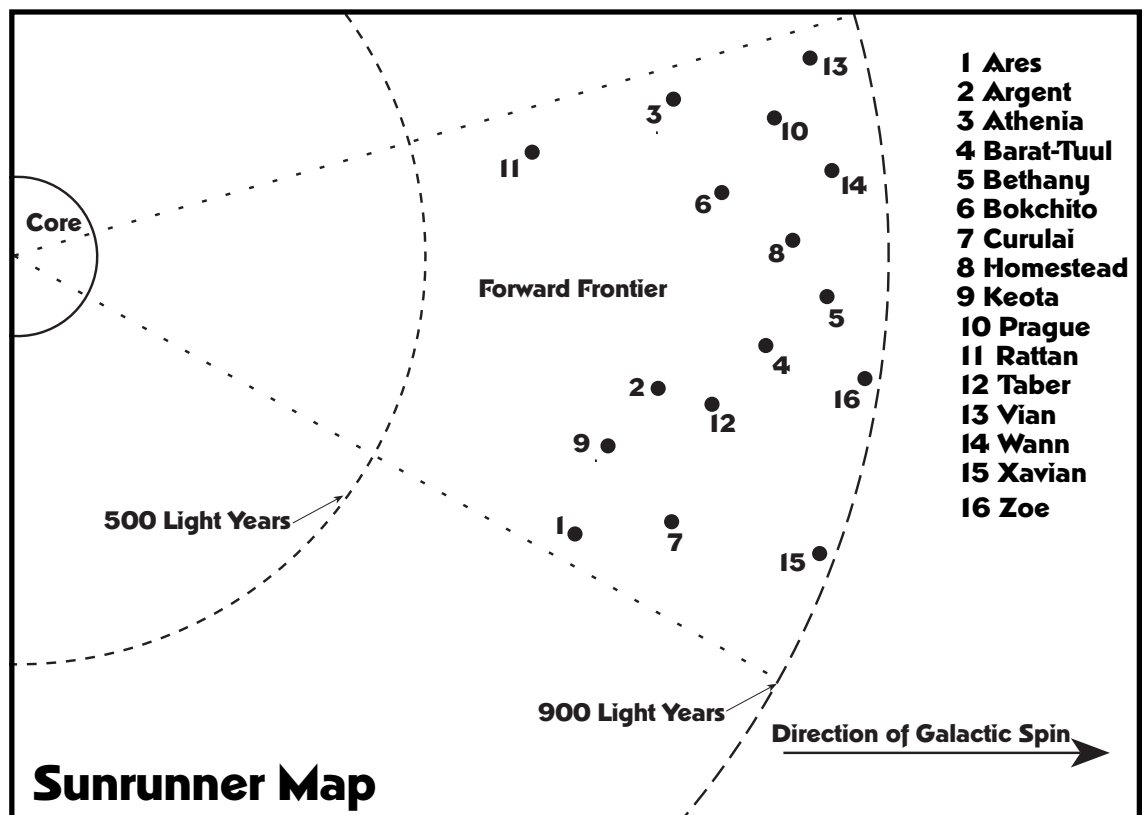 13
3
10
11
14
Core
6
8
Forward Frontier
5
4
2
16
12
9
500 Light Years
1
7
15
900 Light Years
Direction of Galactic Spin
Sunrunner Map
1 Ares
2 Argent
3 Athenia
4 Barat-Tuul
5 Bethany
6 Bokchito
7 Curulai
8 Homestead
9 Keota
10 Prague
11 Rattan
12 Taber
13 Vian
14 Wann
15 Xavian
16 Zoe